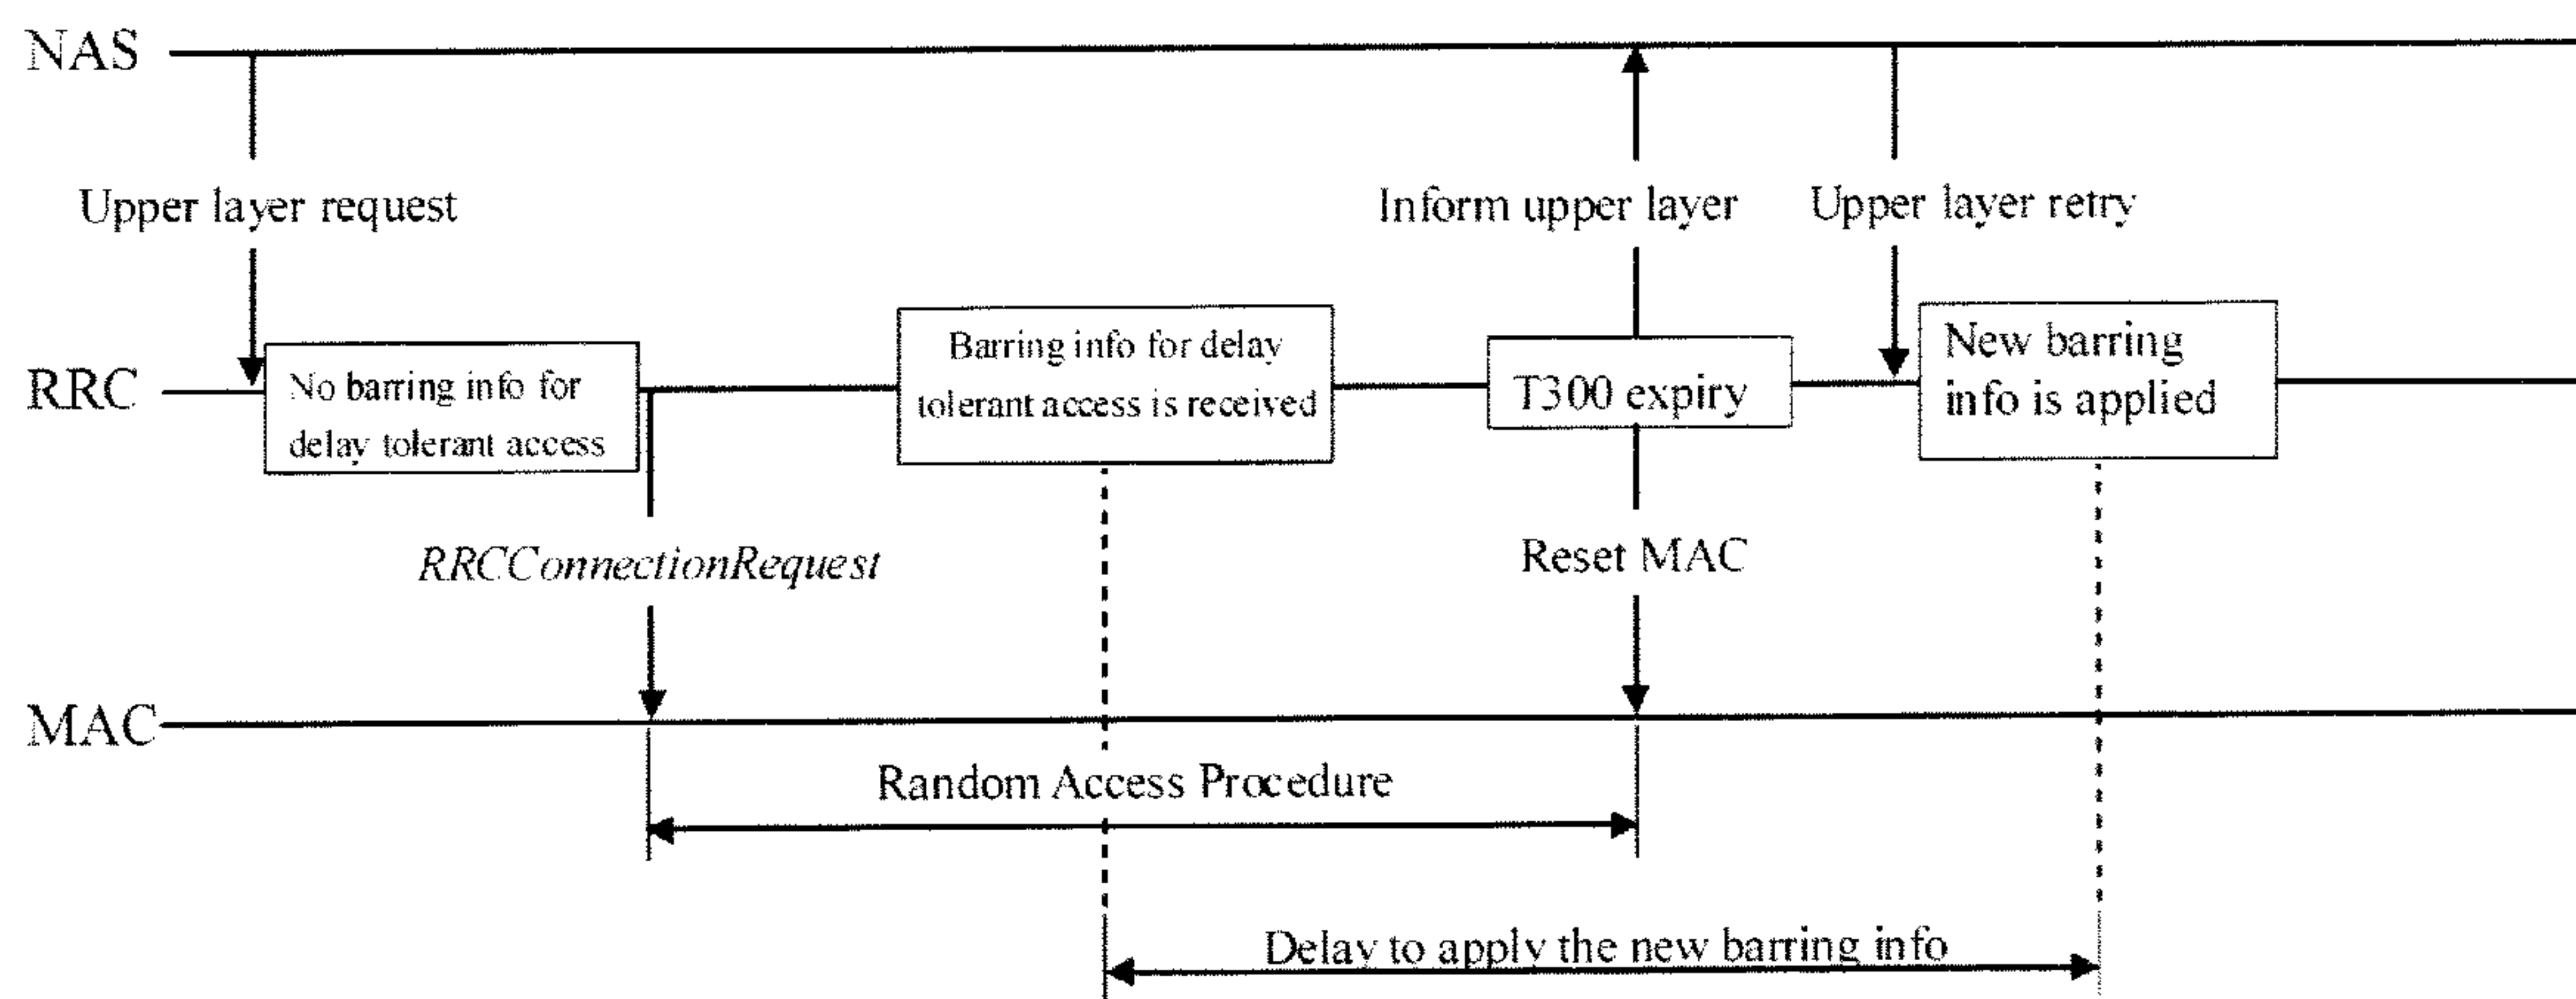 NAS
Upper layer request
Inform upper layer
Upper layer retry
RRC
No barring info for
delay tolerant access
Barring info for delay
tolerant access is received
T300 expiry
New barring
info is applied
RRCConnectionRequest
Reset MAC
MAC
Random Access Procedure
Delay to apply the new barring info